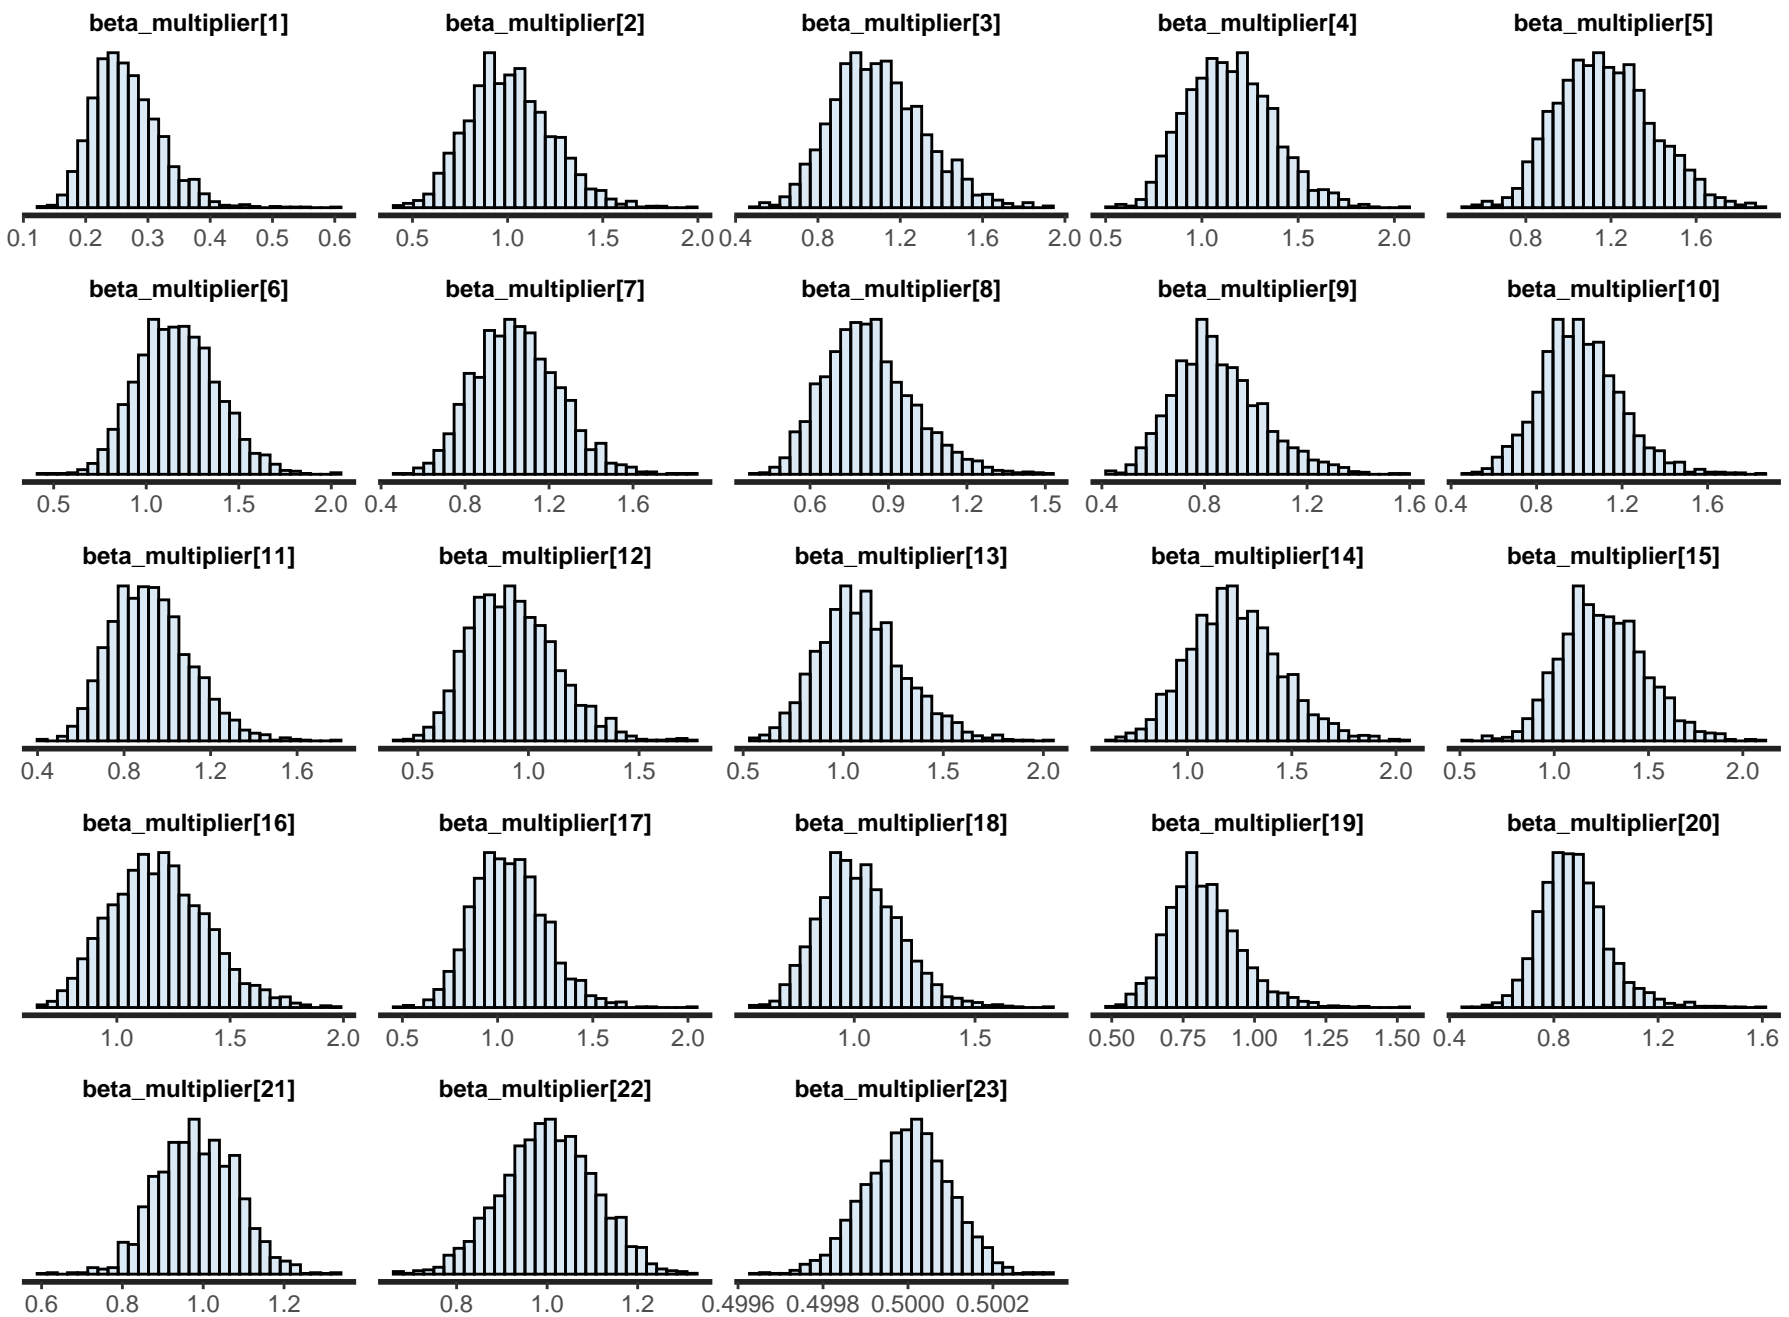 beta_multiplier[1] beta_multiplier[2] beta_multiplier[3] beta_multiplier[4] beta_multiplier[5]
0.1 0.2 0.3 0.4 0.5 0.6 0.5 1.0 1.5 2.0 0.4 0.8 1.2 1.6 2.0 0.5 1.0 1.5 2.0 0.8 1.2 1.6
beta_multiplier[6] beta_multiplier[7] beta_multiplier[8] beta_multiplier[9] beta_multiplier[10]
0.5 1.0 1.5 2.0 0.4 0.8 1.2 1.6 0.6 0.9 1.2 1.5 0.4 0.8 1.2 1.6 0.4 0.8 1.2 1.6
beta_multiplier[11] beta_multiplier[12] beta_multiplier[13] beta_multiplier[14] beta_multiplier[15]
0.4 0.8 1.2 1.6 0.5 1.0 1.5 0.5 1.0 1.5 2.0 1.0 1.5 2.0 0.5 1.0 1.5 2.0
beta_multiplier[16] beta_multiplier[17] beta_multiplier[18] beta_multiplier[19] beta_multiplier[20]
1.0 1.5 2.0 0.5 1.0 1.5 2.0 1.0 1.5 0.50 0.75 1.00 1.25 1.50 0.4 0.8 1.2 1.6
beta_multiplier[21] beta_multiplier[22] beta_multiplier[23]
0.6 0.8 1.0 1.2 0.8 1.0 1.2 0.4996 0.4998 0.5000 0.5002